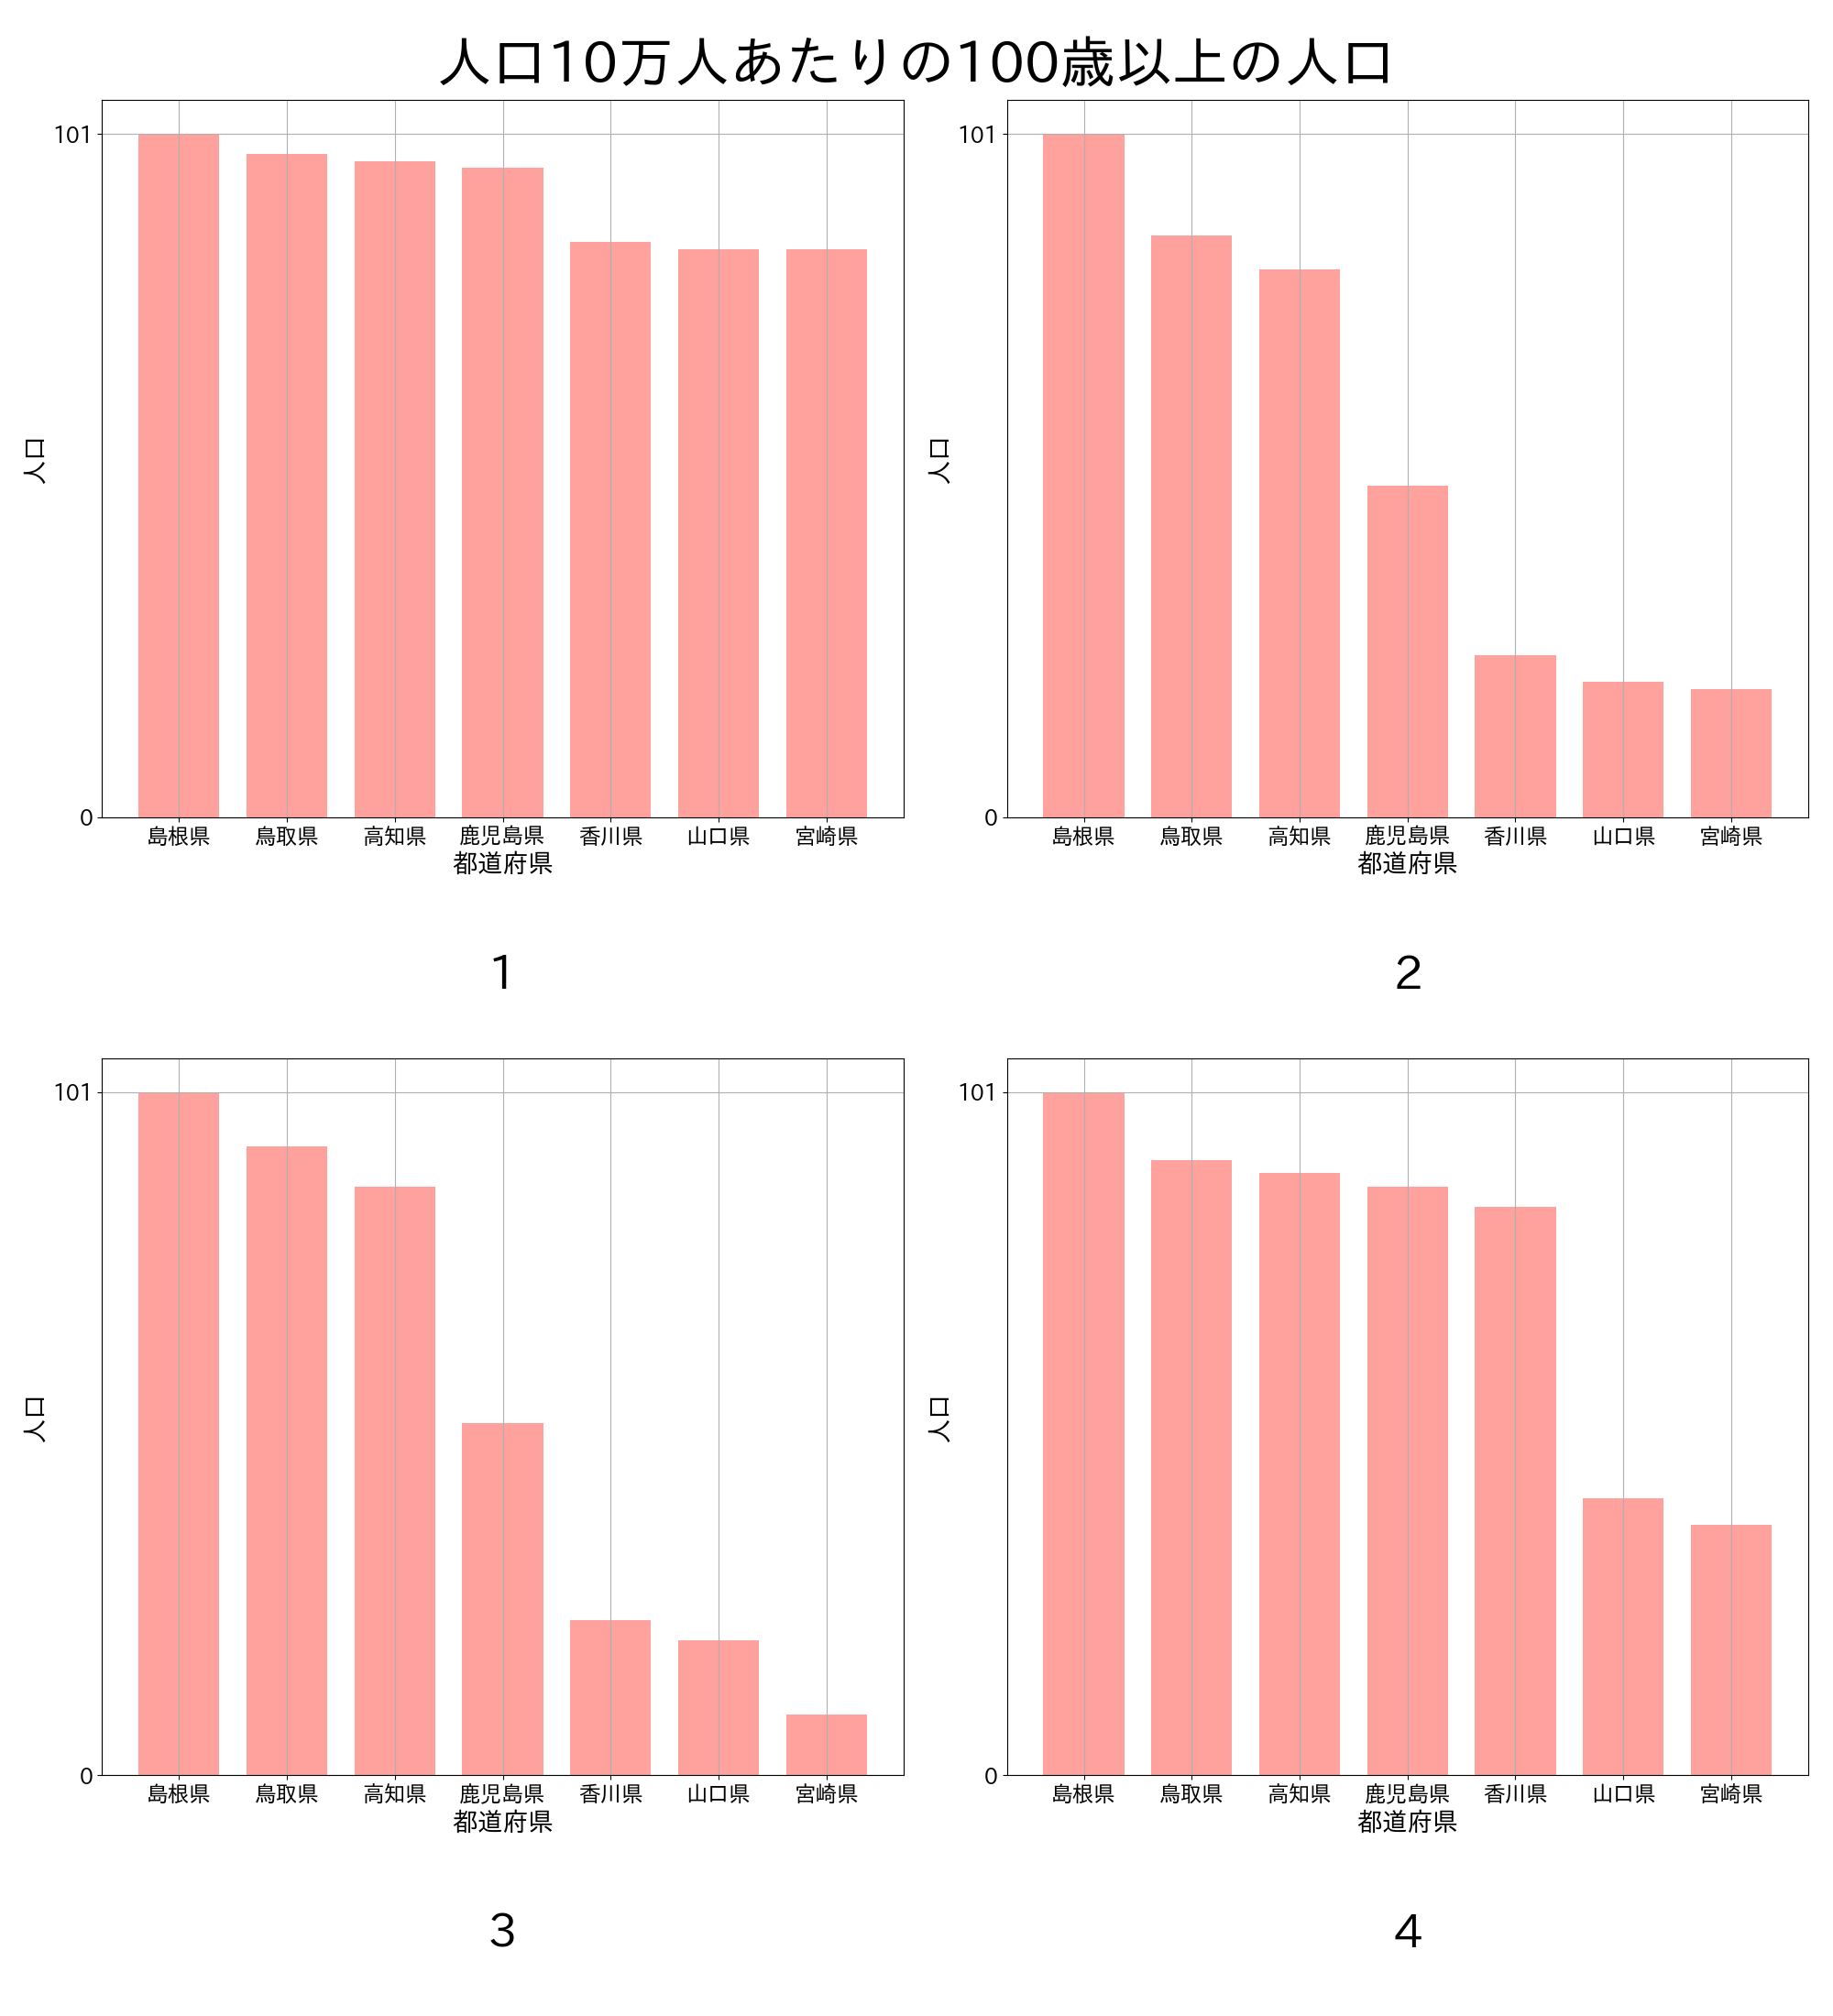 人口10万人あたりの100歳以上の人口
101
0
人口
島根県 鳥取県 高知県 鹿児島県 香川県 山口県 宮崎県
都道府県
1
101
0
人口
島根県 鳥取県 高知県 鹿児島県 香川県 山口県 宮崎県
都道府県
2
101
0
人口
島根県 鳥取県 高知県 鹿児島県 香川県 山口県 宮崎県
都道府県
3
101
0
人口
島根県 鳥取県 高知県 鹿児島県 香川県 山口県 宮崎県
都道府県
4